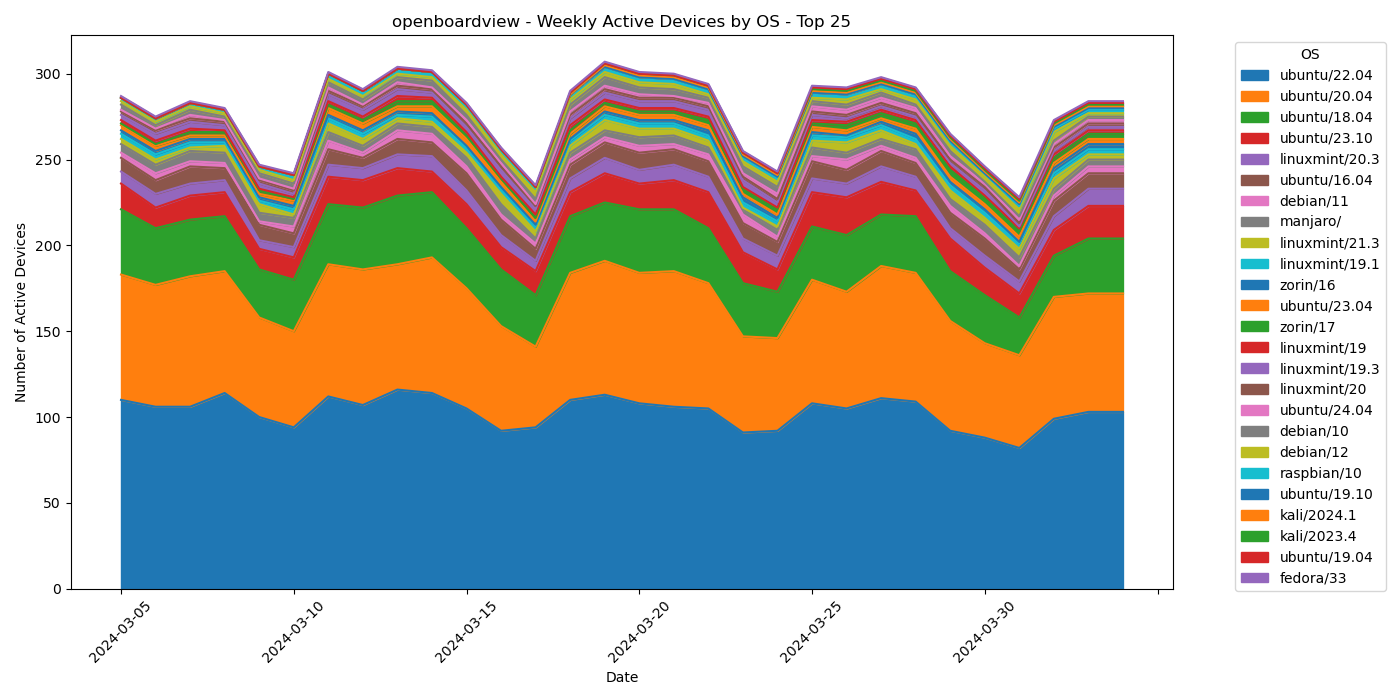 openboardview - Weekly Active Devices by OS - Top 25
Number of Active Devices
300
250
200
150
100
50
0
2024-03-05
2024-03-10
2024-03-15
2024-03-20
2024-03-25
2024-03-30
Date
OS
ubuntu/22.04
ubuntu/20.04
ubuntu/18.04
ubuntu/23.10
linuxmint/20.3
ubuntu/16.04
debian/11
manjaro/
linuxmint/21.3
linuxmint/19.1
zorin/16
ubuntu/23.04
zorin/17
linuxmint/19
linuxmint/19.3
linuxmint/20
ubuntu/24.04
debian/10
debian/12
raspbian/10
ubuntu/19.10
kali/2024.1
kali/2023.4
ubuntu/19.04
fedora/33